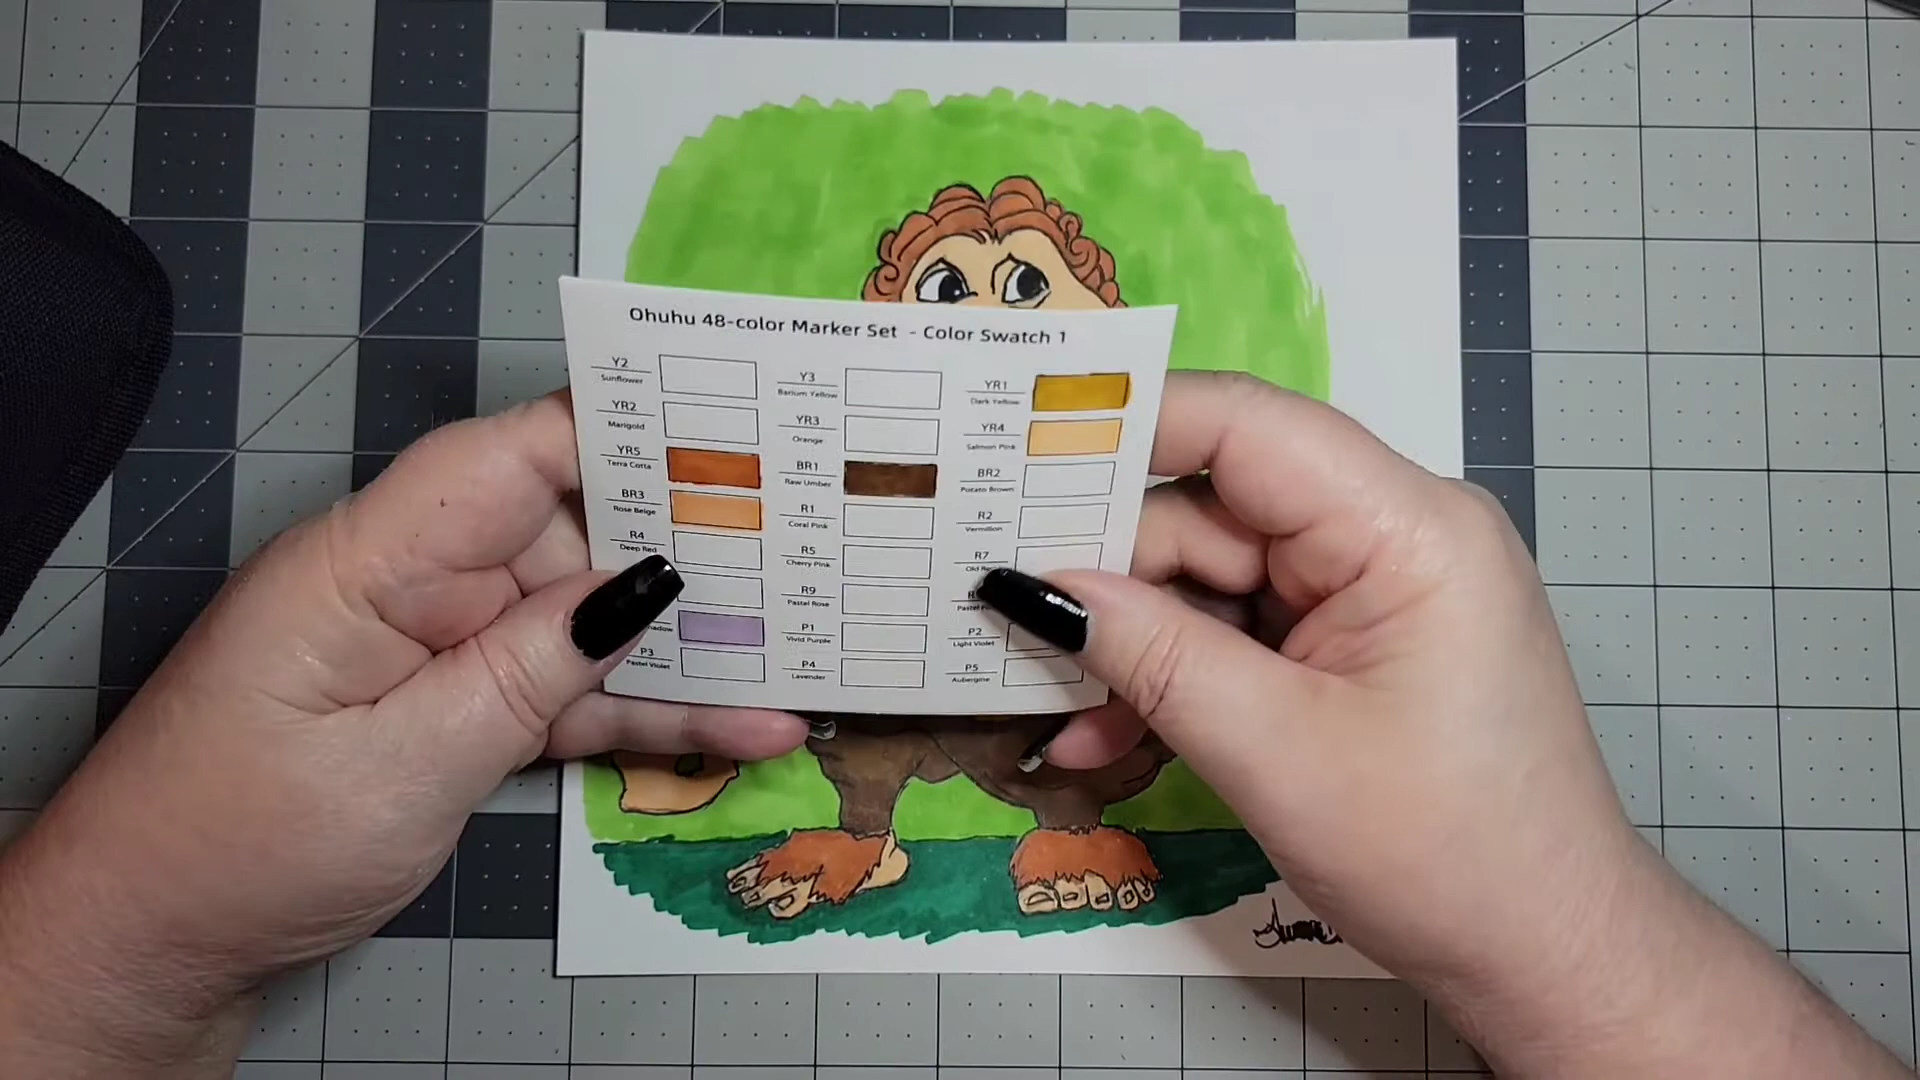 Ohuhu 48-color Marker Set - Color Swatch 1
Y2
Sunflower
Y3
Barium Yellow
YR1
Dark Yellow
YR2
Marigold
YR3
Orange
YR4
Salmon Pink
YR5
Terra Cotta
BR1
Raw Umber
BR2
Potato Brown
BR3
Rose Beige
R1
Coral Pink
R2
Vermilion
R4
Deep Red
R5
Cherry Pink
R7
Old
R9
Pastel Rose
Pastel
P1
Vivid Purple
P2
Light Violet
P3
Pastel Violet
P4
Lavender
P5
Aubergine